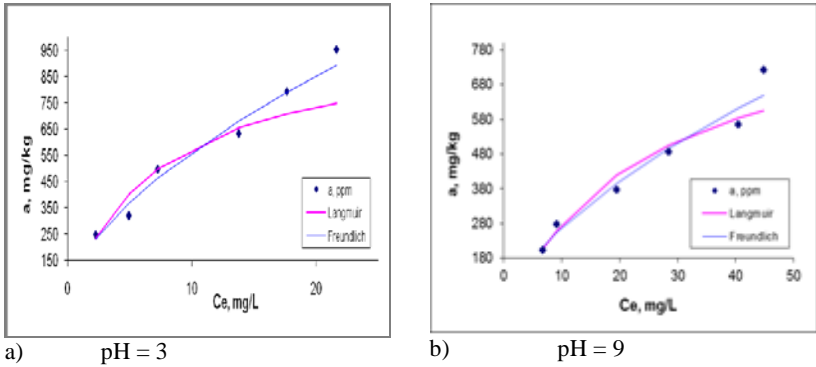 950
850
750
650
550
450
350
250
150
a, mg/kg
a, ppm
Langmuir
Freundlich
0 10 20
Ce, mg/L
a) pH = 3
780
680
580
480
380
280
180
a, mg/kg
a, ppm
Langmuir
Freundlich
0 10 20 30 40 50
Ce, mg/L
b) pH = 9